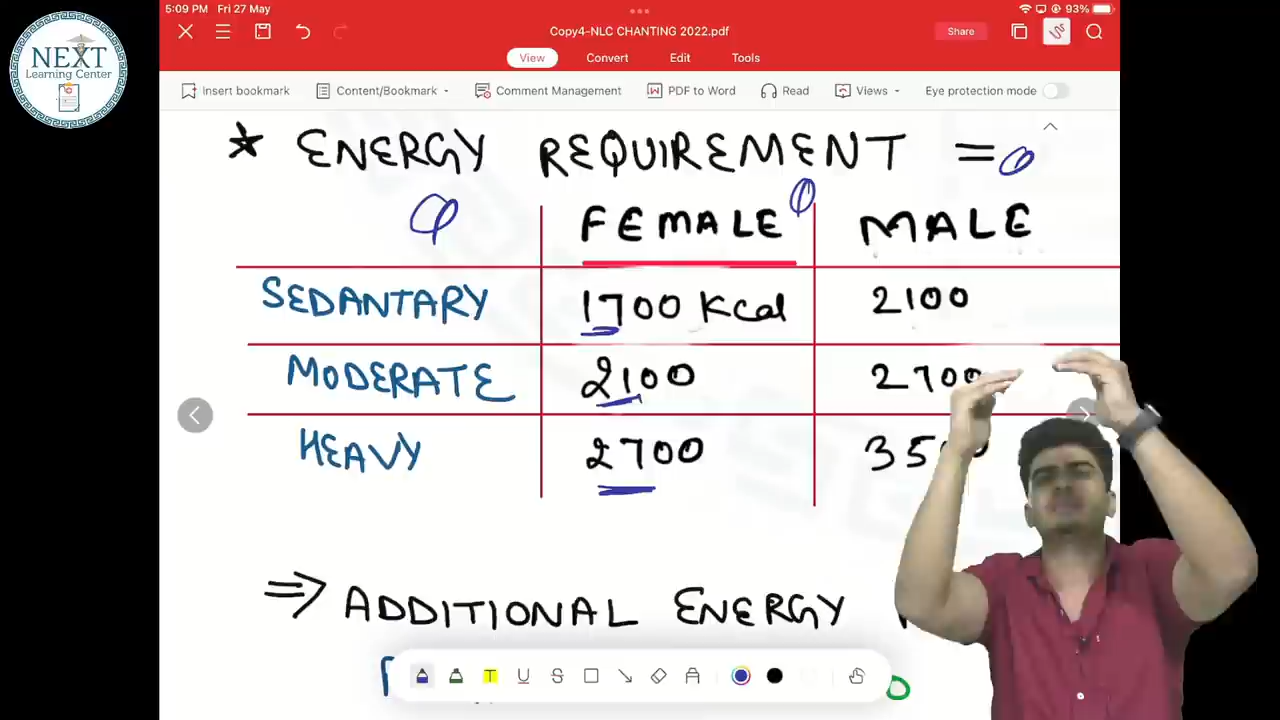 5:09 PM Fri 27 May
93%
NEXT
Learning Center
Copy4-NLC CHANTING 2022.pdf
Share
View Convert Edit Tools
Insert bookmark Content/Bookmark Comment Management PDF to Word Read Views Eye protection mode
★ ENERGY REQUIREMENT =
FEMALE MALE
SEDANTARY 1700 Kcal 2100
MODERATE 2100 2700
HEAVY 2700
⇒ ADDITIONAL ENERGY